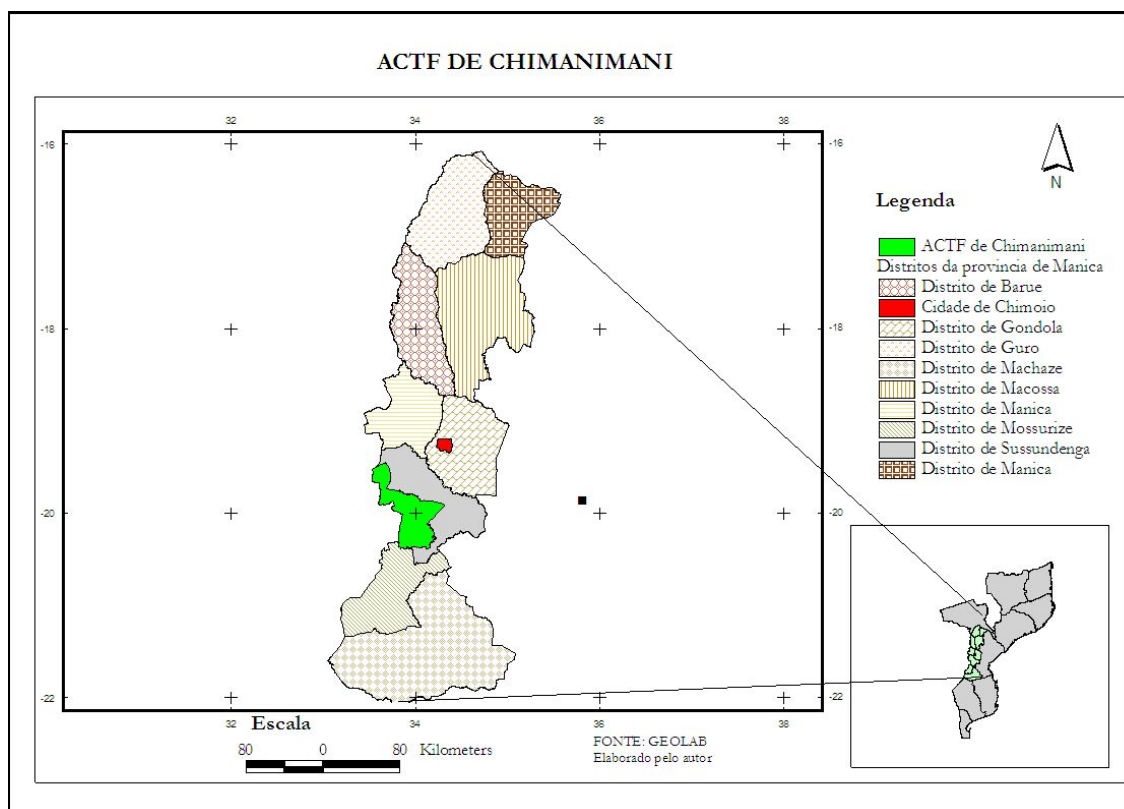 ACTF DE CHIMANIMANI
32 34 36 38
-16 -16
-18 -18
-20 -20
-22 -22
32 34 36 38
N
Legenda
ACTF de Chimanimani
Distritos da provincia de Manica
Distrito de Barue
Cidade de Chimoio
Distrito de Gondola
Distrito de Guro
Distrito de Machaze
Distrito de Macossa
Distrito de Manica
Distrito de Mossurize
Distrito de Sussundenga
Distrito de Manica
Escala
80 0 80 Kilometers
FONTE: GEOLAB
Elaborado pelo autor